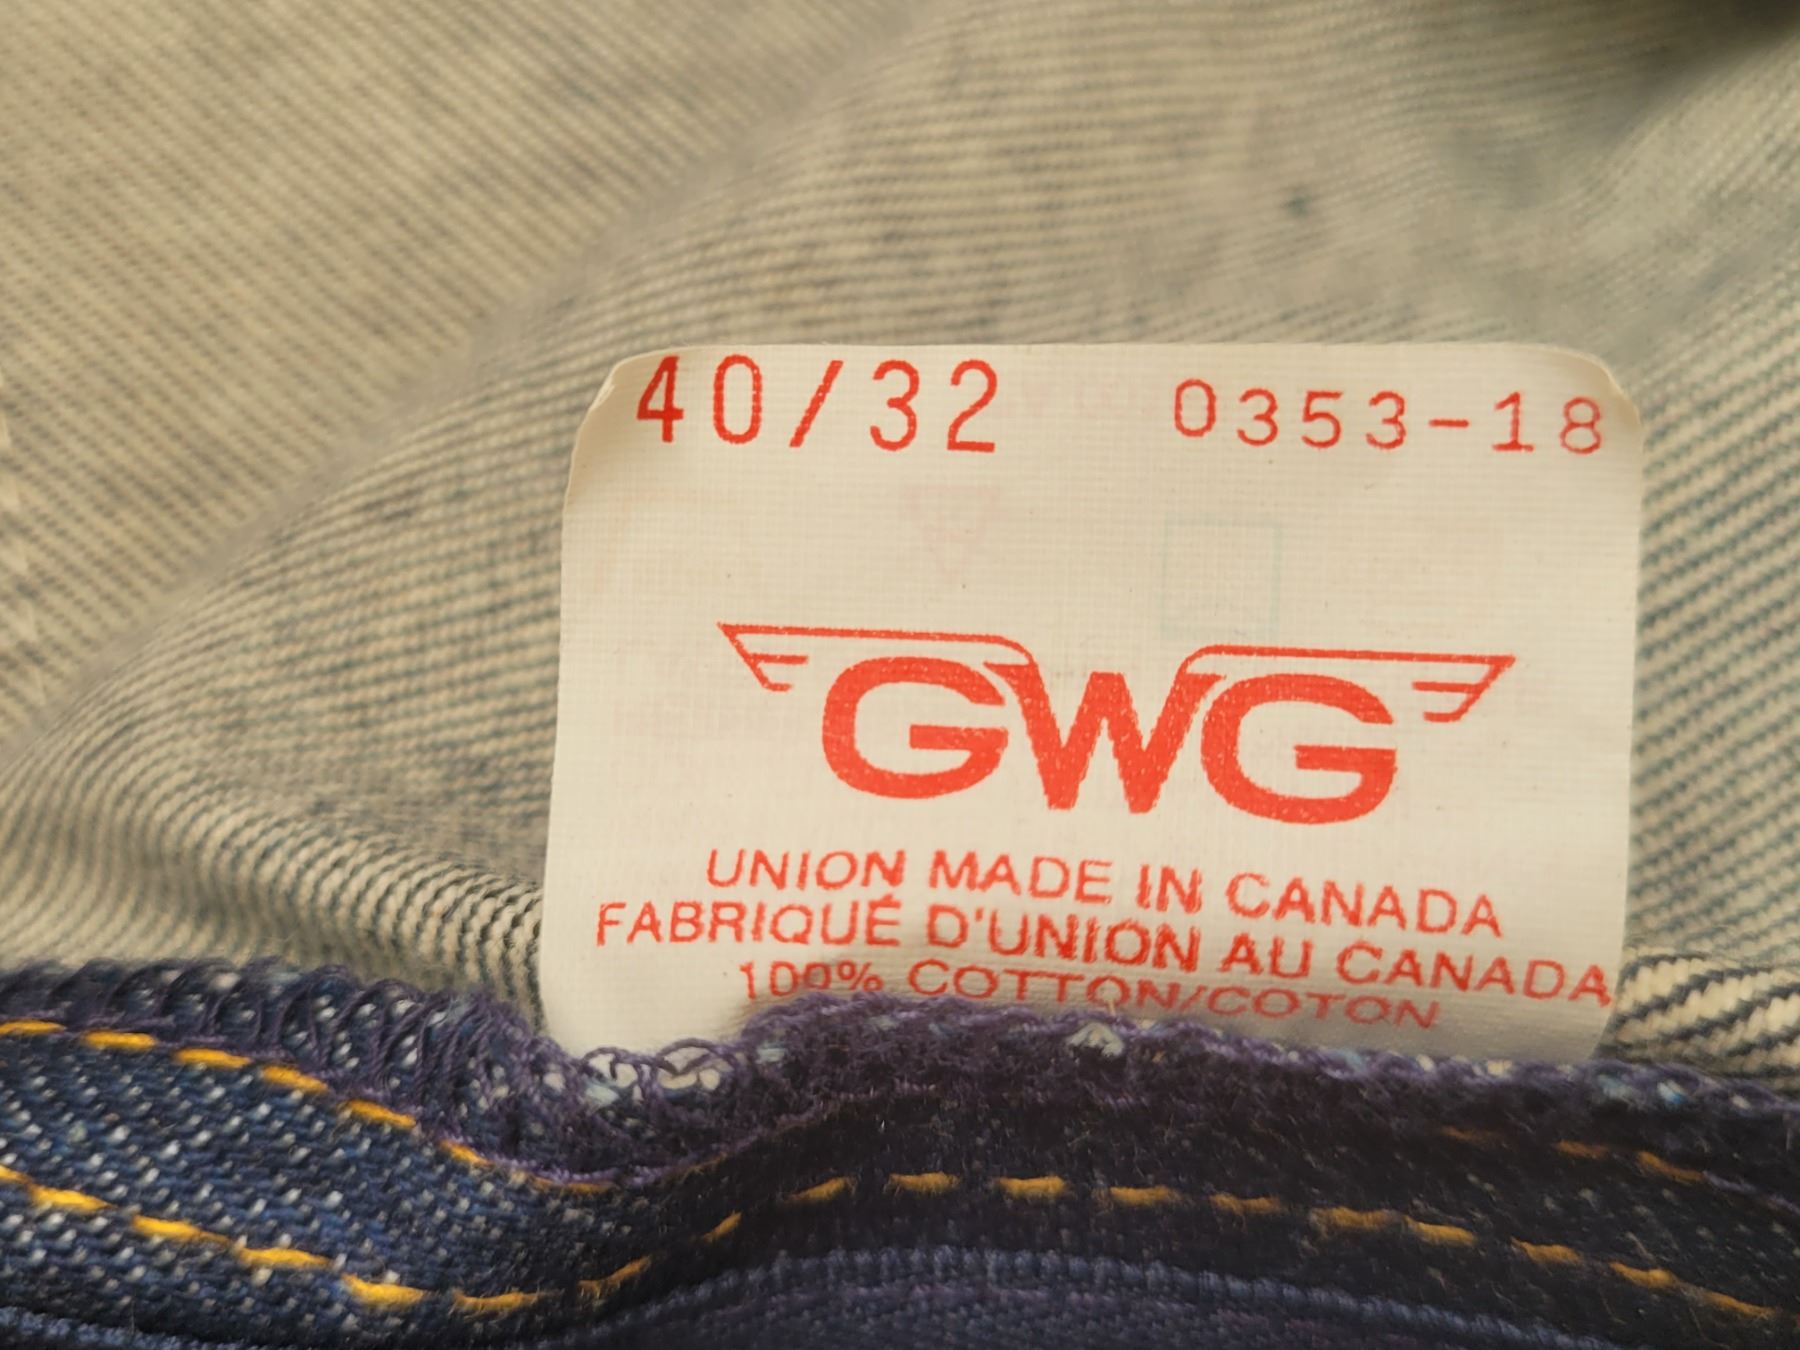 40/32 0353-18
GWG
UNION MADE IN CANADA
FABRIQUÉ D'UNION AU CANADA
100% COTTON/COTON